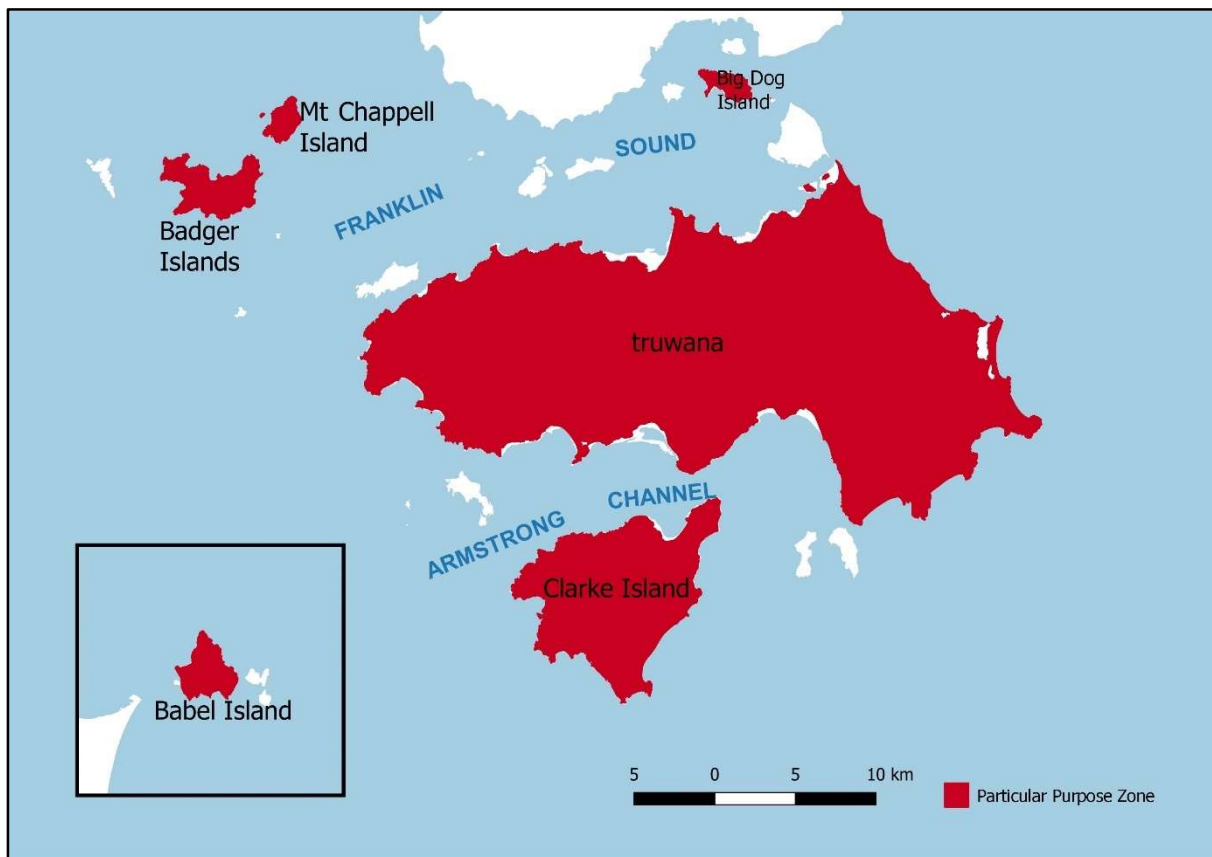 Big Dog
Island
Mt Chappell
Island
SOUND
FRANKLIN
Badger
Islands
truwana
CHANNEL
ARMSTRONG
Clarke Island
Babel Island
5 0 5 10 km
Particular Purpose Zone